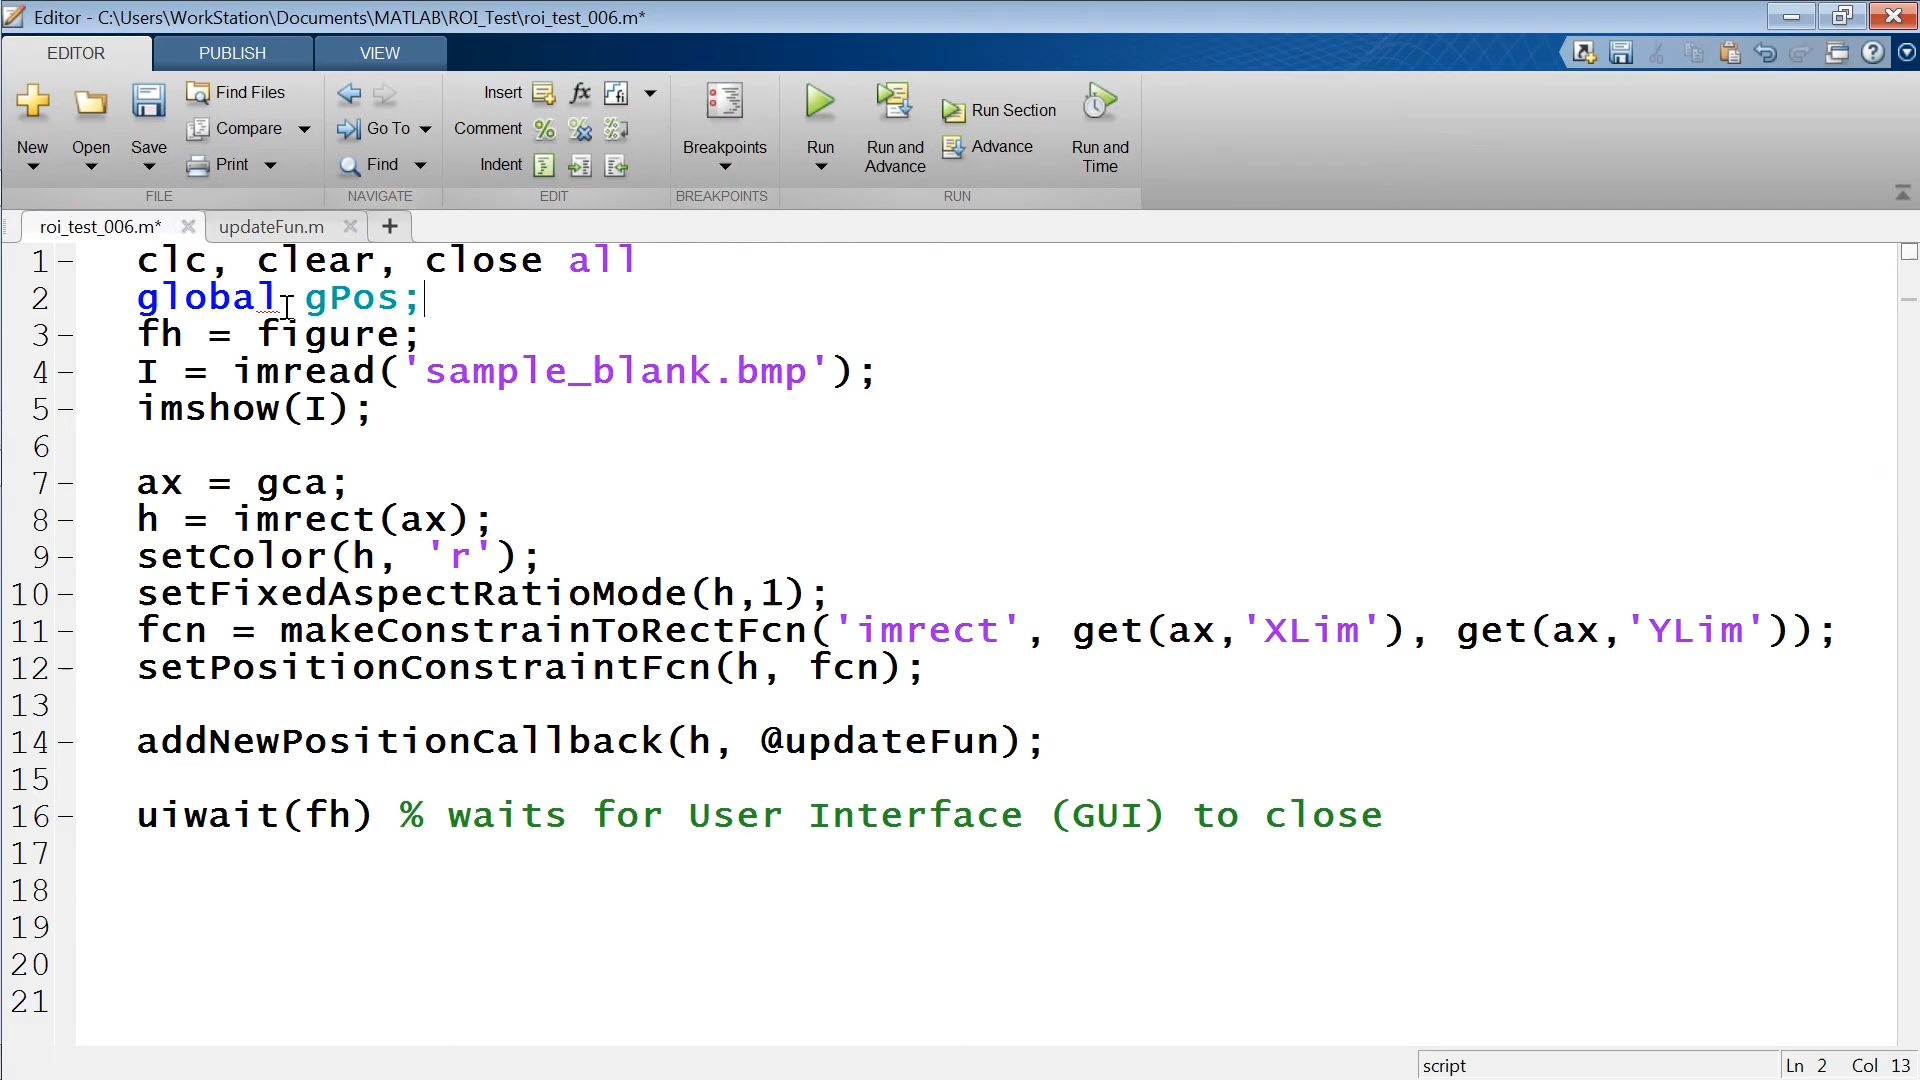 Editor - C:\Users\WorkStation\Documents\MATLAB\ROI_Test\roi_test_006.m*
EDITOR PUBLISH VIEW
New Open Save Find Files Compare Print
FILE
Go To Find
NAVIGATE
Insert fx
Comment
Indent
EDIT
Breakpoints
BREAKPOINTS
Run Run and Advance Run Section Advance Run and Time
RUN
roi_test_006.m* updateFun.m
1 clc, clear, close all
2 global gPos;
3 fh = figure;
4 I = imread('sample_blank.bmp');
5 imshow(I);
6
7 ax = gca;
8 h = imrect(ax);
9 setColor(h, 'r');
10 setFixedAspectRatioMode(h,1);
11 fcn = makeConstrainToRectFcn('imrect', get(ax,'XLim'), get(ax,'YLim'));
12 setPositionConstraintFcn(h, fcn);
13
14 addNewPositionCallback(h, @updateFun);
15
16 uiwait(fh) % waits for User Interface (GUI) to close
17
18
19
20
21
script Ln 2 Col 13